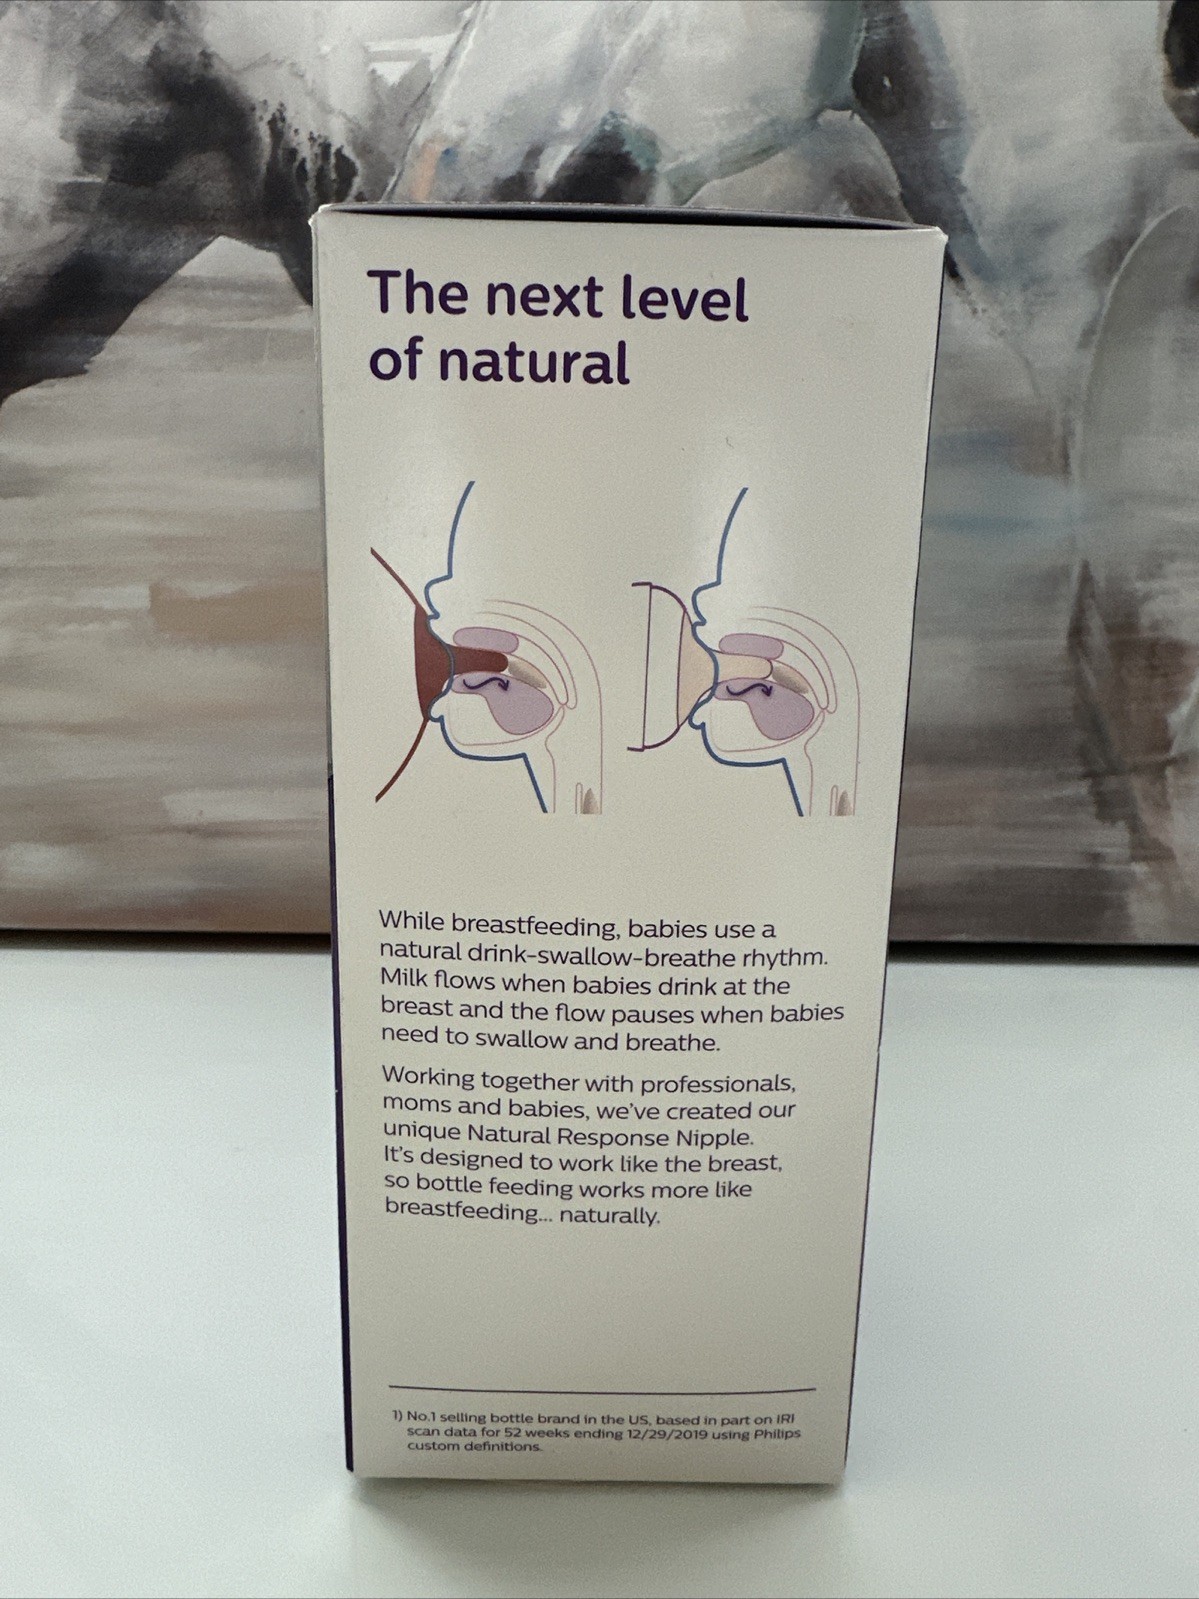 The next level
of natural
While breastfeeding, babies use a
natural drink-swallow-breathe rhythm.
Milk flows when babies drink at the
breast and the flow pauses when babies
need to swallow and breathe.
Working together with professionals,
moms and babies, we've created our
unique Natural Response Nipple.
It's designed to work like the breast,
so bottle feeding works more like
breastfeeding... naturally.
1) No.1 selling bottle brand in the US, based in part on IRI
scan data for 52 weeks ending 12/29/2019 using Philips
custom definitions.